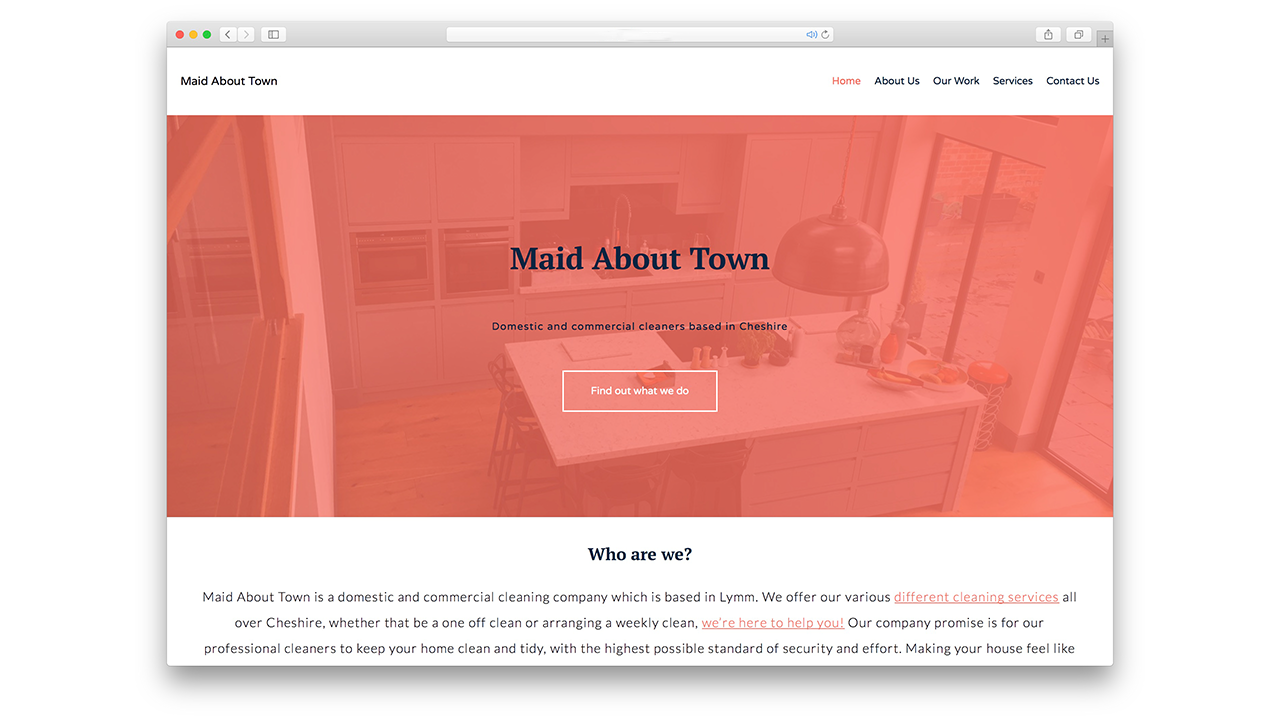 Maid About Town
Home About Us Our Work Services Contact Us
Maid About Town
Domestic and commercial cleaners based in Cheshire
Find out what we do
Who are we?
Maid About Town is a domestic and commercial cleaning company which is based in Lymm. We offer our various different cleaning services all
over Cheshire, whether that be a one off clean or arranging a weekly clean, we're here to help you! Our company promise is for our
professional cleaners to keep your home clean and tidy, with the highest possible standard of security and effort. Making your house feel like